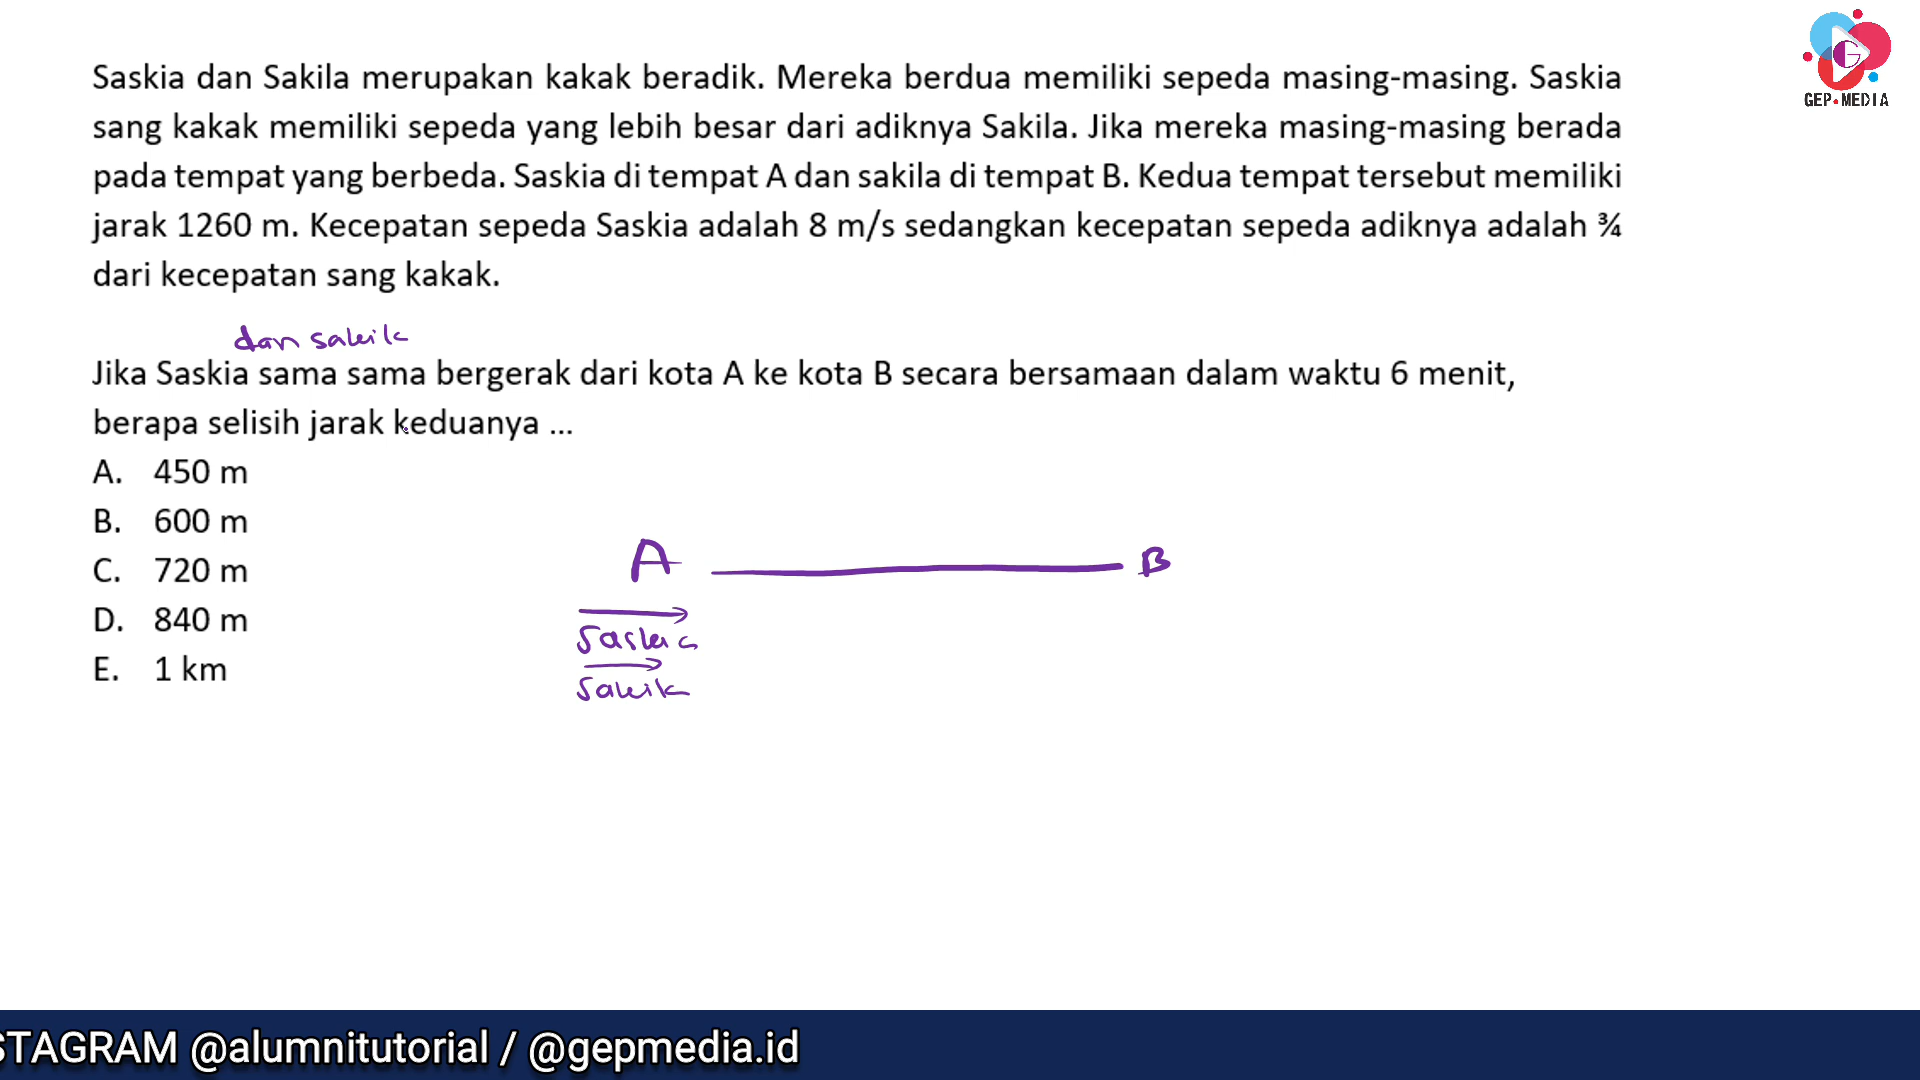 GEP•MEDIA
Saskia dan Sakila merupakan kakak beradik. Mereka berdua memiliki sepeda masing-masing. Saskia
sang kakak memiliki sepeda yang lebih besar dari adiknya Sakila. Jika mereka masing-masing berada
pada tempat yang berbeda. Saskia di tempat A dan sakila di tempat B. Kedua tempat tersebut memiliki
jarak 1260 m. Kecepatan sepeda Saskia adalah 8 m/s sedangkan kecepatan sepeda adiknya adalah ¾
dari kecepatan sang kakak.
dan
Jika Saskia sama sama bergerak dari kota A ke kota B secara bersamaan dalam waktu 6 menit,
berapa selisih jarak keduanya ...
A. 450 m
B. 600 m
C. 720 m
D. 840 m
E. 1 km
A B
Saskia
STAGRAM @alumnitutorial / @gepmedia.id